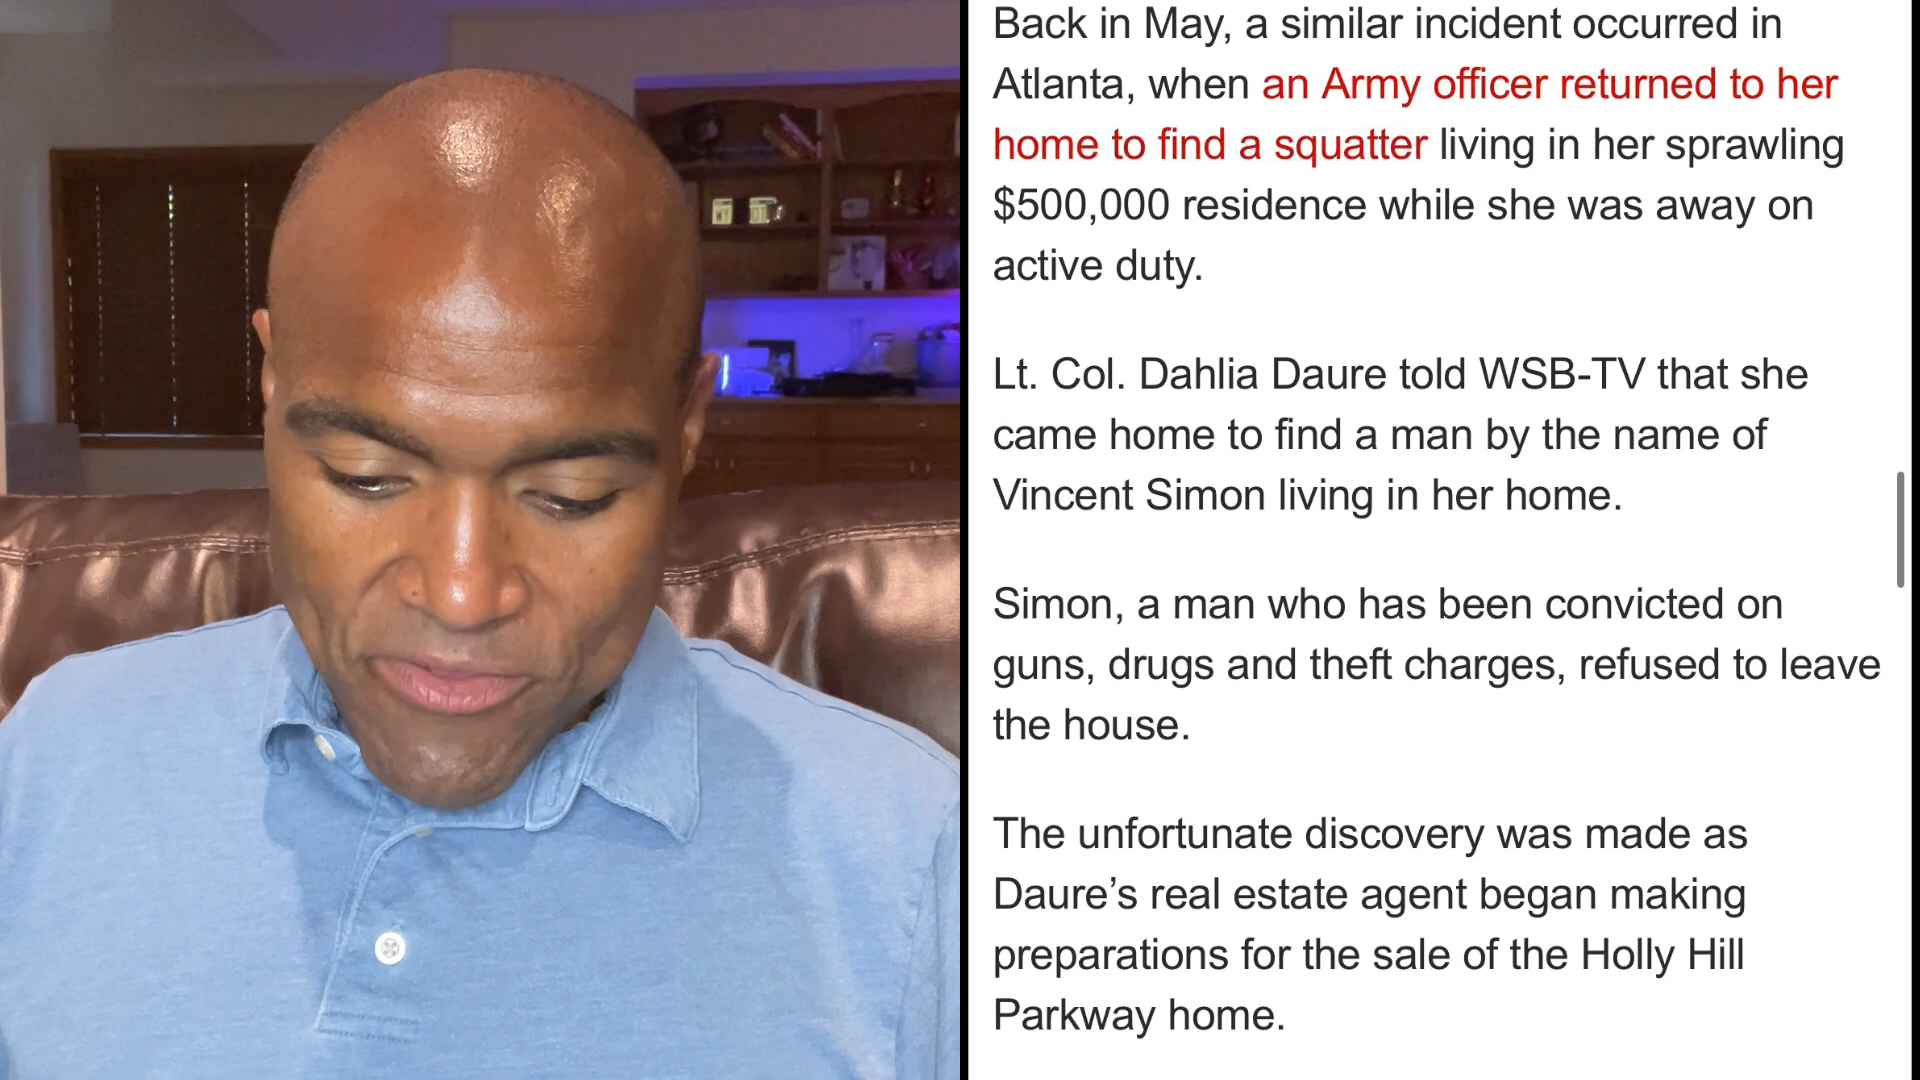 Back in May, a similar incident occurred in
Atlanta, when an Army officer returned to her
home to find a squatter living in her sprawling
$500,000 residence while she was away on
active duty.
Lt. Col. Dahlia Daure told WSB-TV that she
came home to find a man by the name of
Vincent Simon living in her home.
Simon, a man who has been convicted on
guns, drugs and theft charges, refused to leave
the house.
The unfortunate discovery was made as
Daure’s real estate agent began making
preparations for the sale of the Holly Hill
Parkway home.